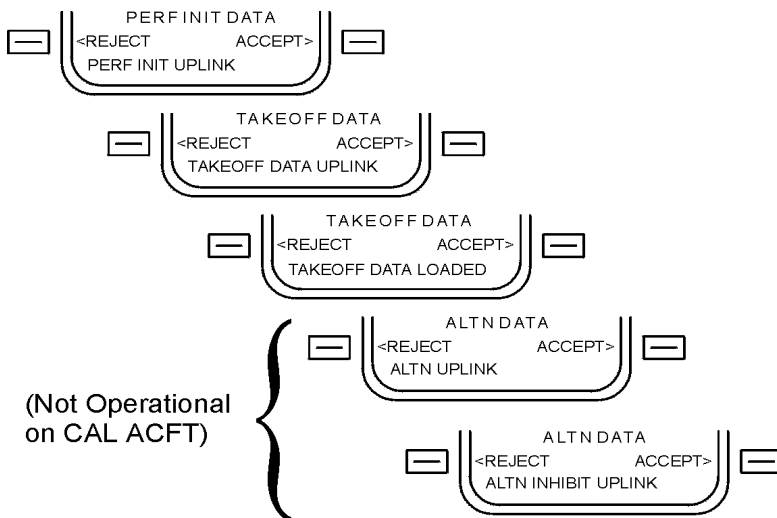 PERF INIT DATA
<REJECT ACCEPT>
PERF INIT UPLINK
TAKEOFF DATA
<REJECT ACCEPT>
TAKEOFF DATA UPLINK
TAKEOFF DATA
<REJECT ACCEPT>
TAKEOFF DATA LOADED
ALTN DATA
<REJECT ACCEPT>
ALTN UPLINK
(Not Operational
on CAL ACFT)
ALTN DATA
<REJECT ACCEPT>
ALTN INHIBIT UPLINK